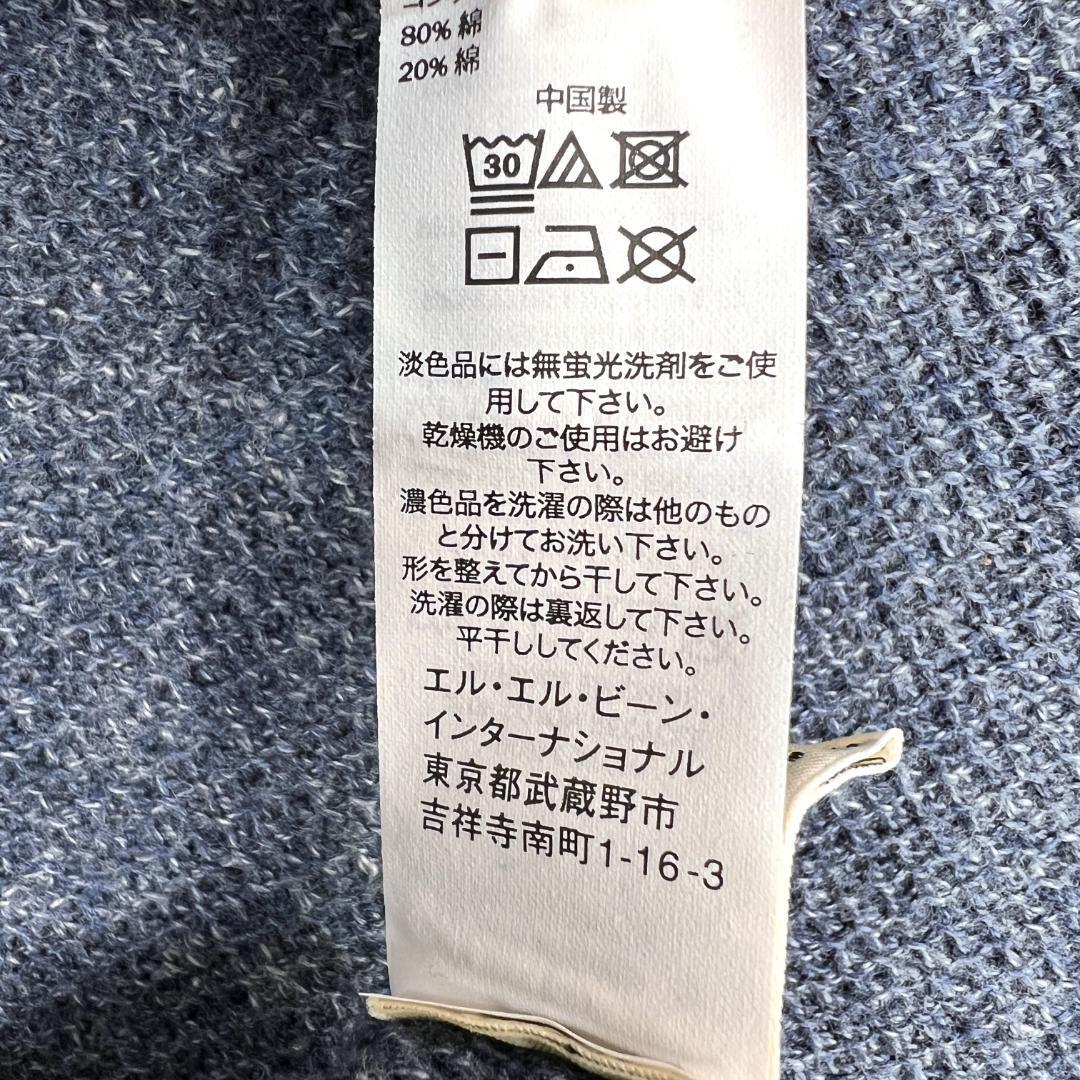 80% 綿
20% 綿
中国製
30
淡色品には無蛍光洗剤をご使
用して下さい。
乾燥機のご使用はお避け
下さい。
濃色品を洗濯の際は他のもの
と分けてお洗い下さい。
形を整えてから干して下さい。
洗濯の際は裏返して下さい。
平干ししてください。
エル・エル・ビーン・
インターナショナル
東京都武蔵野市
吉祥寺南町1-16-3